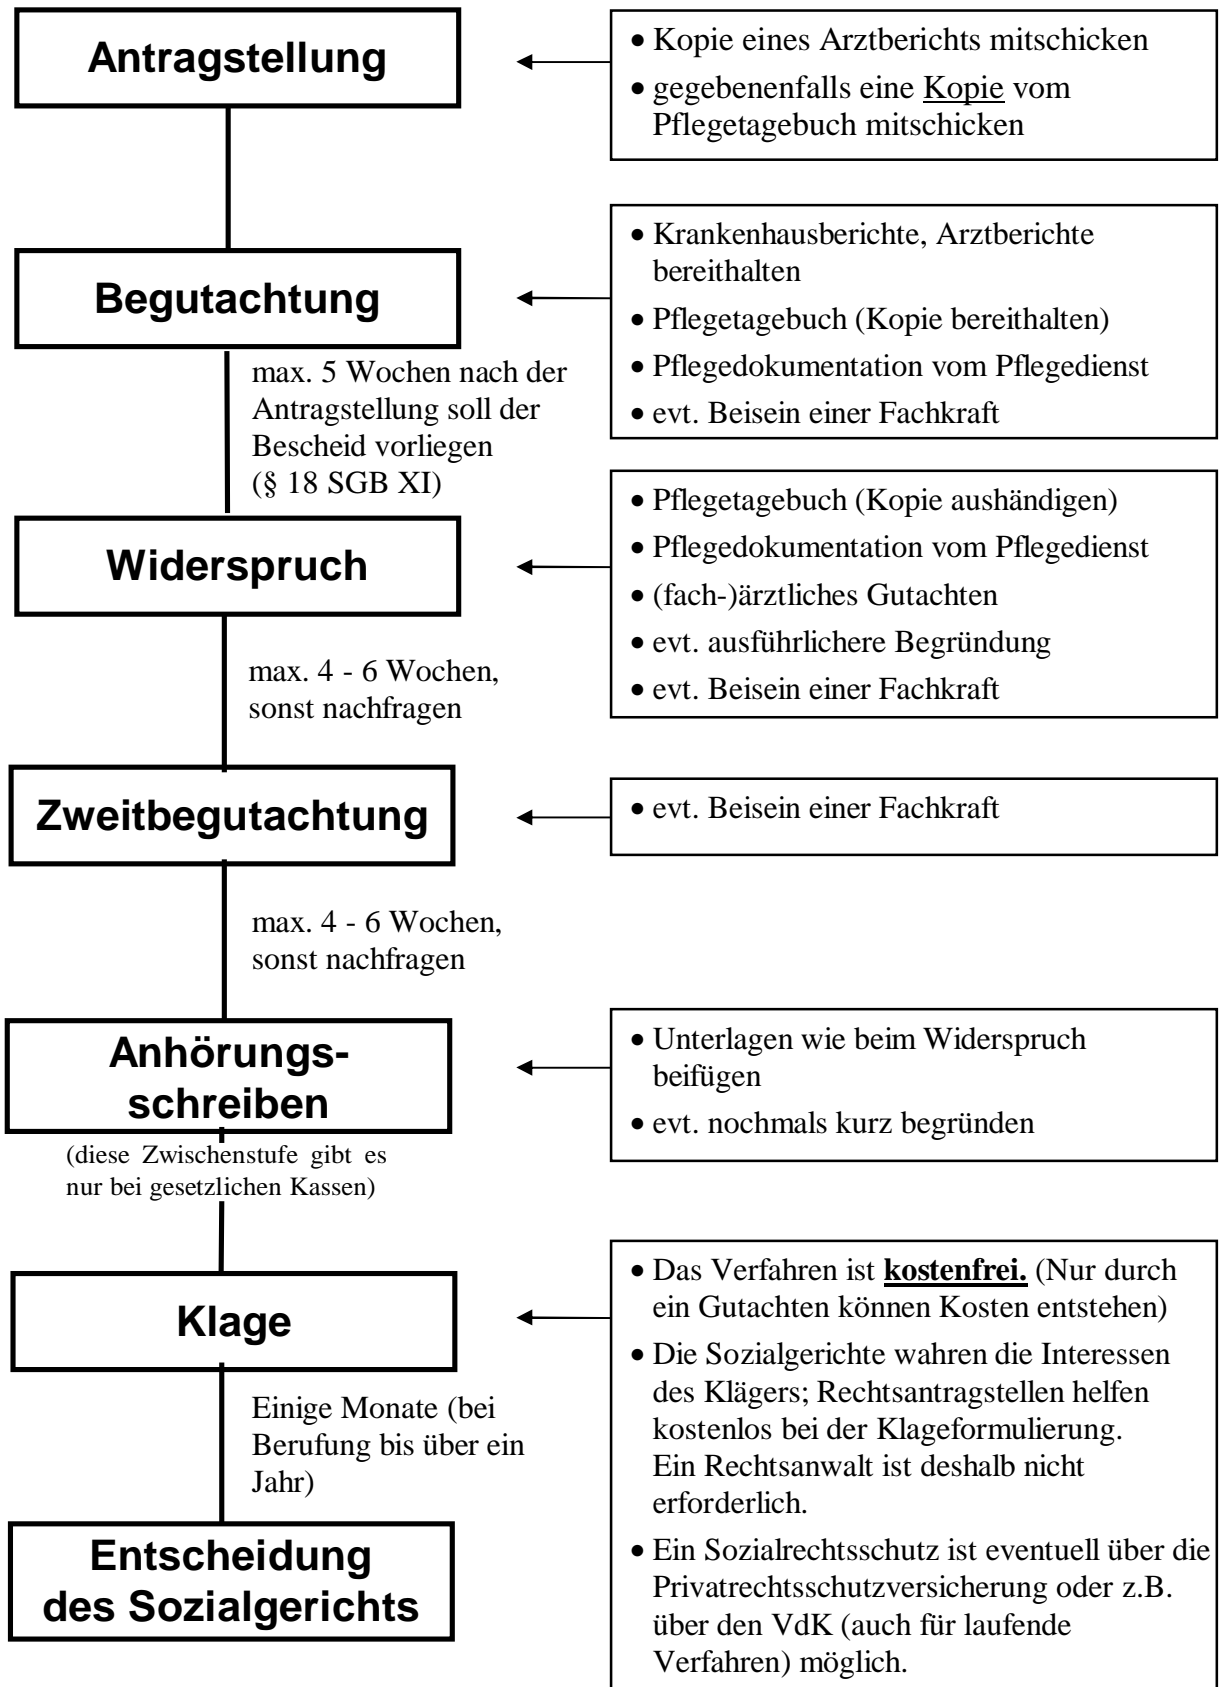 Antragstellung
• Kopie eines Arztberichts mitschicken
• gegebenenfalls eine Kopie vom
Pflegetagebuch mitschicken
Begutachtung
• Krankenhausberichte, Arztberichte
bereithalten
• Pflegetagebuch (Kopie bereithalten)
• Pflegedokumentation vom Pflegedienst
• evt. Beisein einer Fachkraft
max. 5 Wochen nach der
Antragstellung soll der
Bescheid vorliegen
(§ 18 SGB XI)
Widerspruch
• Pflegetagebuch (Kopie aushändigen)
• Pflegedokumentation vom Pflegedienst
• (fach-)ärztliches Gutachten
• evt. ausführlichere Begründung
• evt. Beisein einer Fachkraft
max. 4 - 6 Wochen,
sonst nachfragen
Zweitbegutachtung
• evt. Beisein einer Fachkraft
max. 4 - 6 Wochen,
sonst nachfragen
Anhörungs-
schreiben
• Unterlagen wie beim Widerspruch
beifügen
• evt. nochmals kurz begründen
(diese Zwischenstufe gibt es
nur bei gesetzlichen Kassen)
Klage
• Das Verfahren ist kostenfrei. (Nur durch
ein Gutachten können Kosten entstehen)
• Die Sozialgerichte wahren die Interessen
des Klägers; Rechtsantragstellen helfen
kostenlos bei der Klageformulierung.
Ein Rechtsanwalt ist deshalb nicht
erforderlich.
• Ein Sozialrechtsschutz ist eventuell über die
Privatrechtsschutzversicherung oder z.B.
über den VdK (auch für laufende
Verfahren) möglich.
Einige Monate (bei
Berufung bis über ein
Jahr)
Entscheidung
des Sozialgerichts